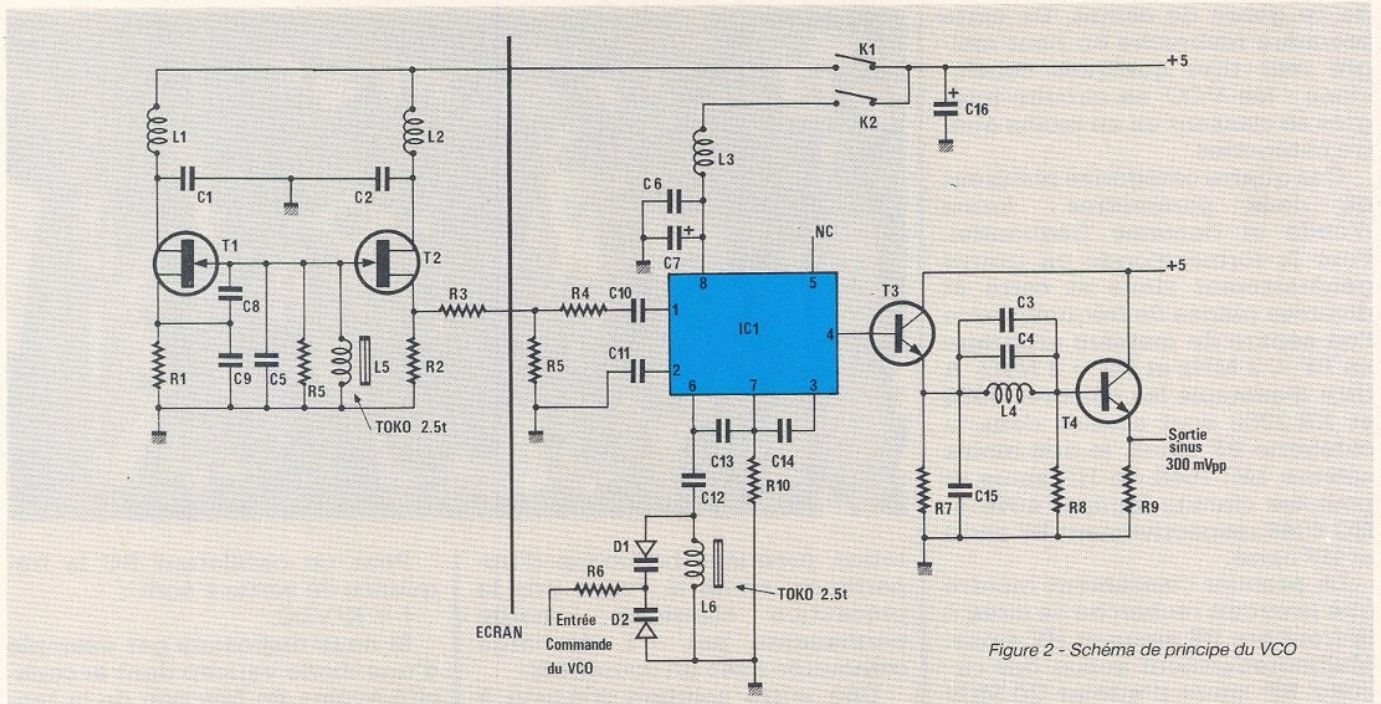 K1
+5
+
C16
K2
L1
L2
L3
C1
C2
C6
+
C7
NC
T1
T2
8
5
+5
R3
R4
C10
1
IC1
4
T3
C3
C4
C8
R1
C9
C5
R5
L5
R2
R5
C11
2
6
7
3
L4
T4
TOKO 2.5t
C13
C14
R10
C12
Sortie
sinus
300 mVpp
R7
C15
R8
R9
D1
R6
L6
TOKO 2.5t
ECRAN
Entrée
Commande
du VCO
D2
Figure 2 - Schéma de principe du VCO